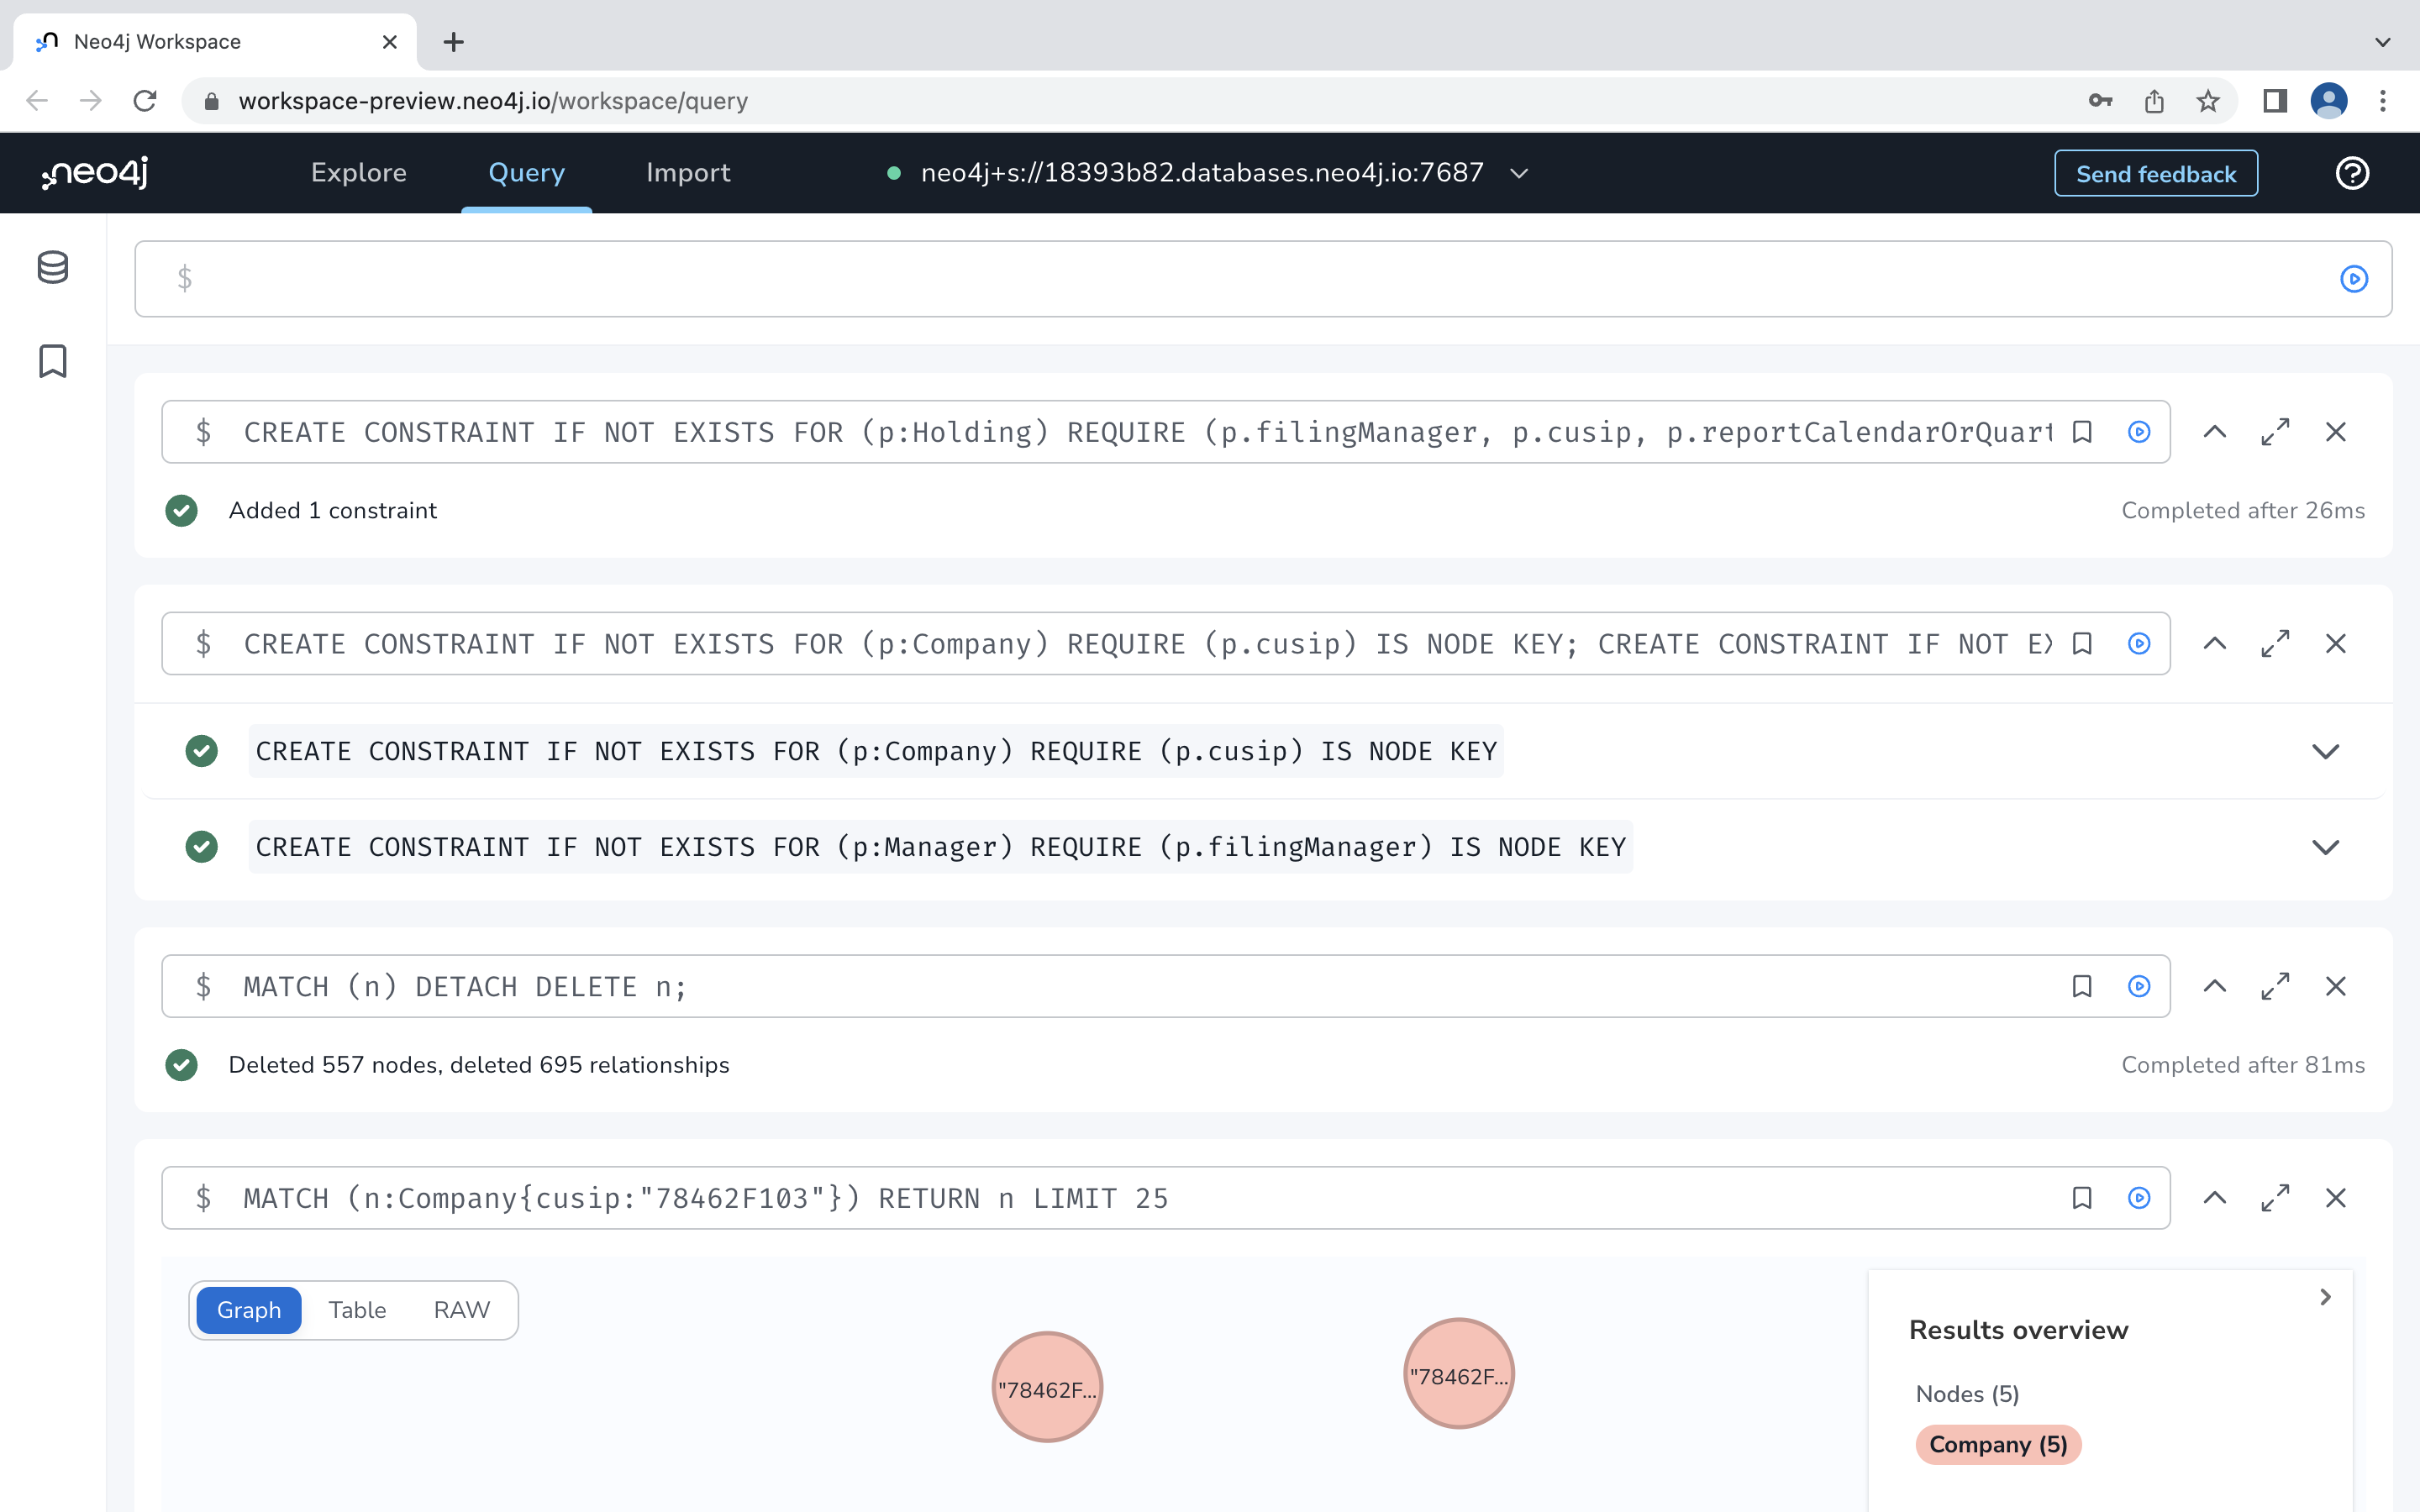 Neo4j Workspace
workspace-preview.neo4j.io/workspace/query
neo4j Explore Query Import neo4j+s://18393b82.databases.neo4j.io:7687 Send feedback
$
$ CREATE CONSTRAINT IF NOT EXISTS FOR (p:Holding) REQUIRE (p.filingManager, p.cusip, p.reportCalendarOrQuart
Added 1 constraint Completed after 26ms
$ CREATE CONSTRAINT IF NOT EXISTS FOR (p:Company) REQUIRE (p.cusip) IS NODE KEY; CREATE CONSTRAINT IF NOT EX
CREATE CONSTRAINT IF NOT EXISTS FOR (p:Company) REQUIRE (p.cusip) IS NODE KEY
CREATE CONSTRAINT IF NOT EXISTS FOR (p:Manager) REQUIRE (p.filingManager) IS NODE KEY
$ MATCH (n) DETACH DELETE n;
Deleted 557 nodes, deleted 695 relationships Completed after 81ms
$ MATCH (n:Company{cusip:"78462F103"}) RETURN n LIMIT 25
Graph Table RAW
Results overview
"78462F... "78462F...
Nodes (5)
Company (5)